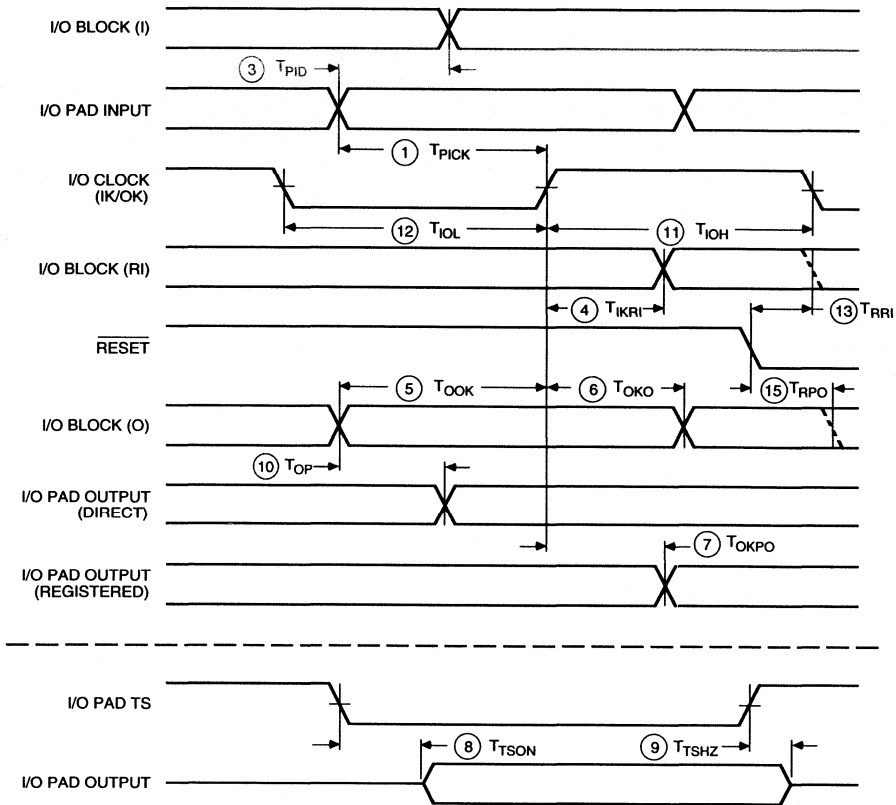 I/O BLOCK (I)
③ TPID
I/O PAD INPUT
① TPICK
I/O CLOCK
(IK/OK)
⑫ TIOL
⑪ TIOH
I/O BLOCK (RI)
④ TIKRI
⑬ TRRI
RESET
⑤ TOOK
⑥ TOKO
⑮ TRPO
I/O BLOCK (O)
⑩ TOP
I/O PAD OUTPUT
(DIRECT)
⑦ TOKPO
I/O PAD OUTPUT
(REGISTERED)
I/O PAD TS
⑧ TTSON
⑨ TTSHZ
I/O PAD OUTPUT